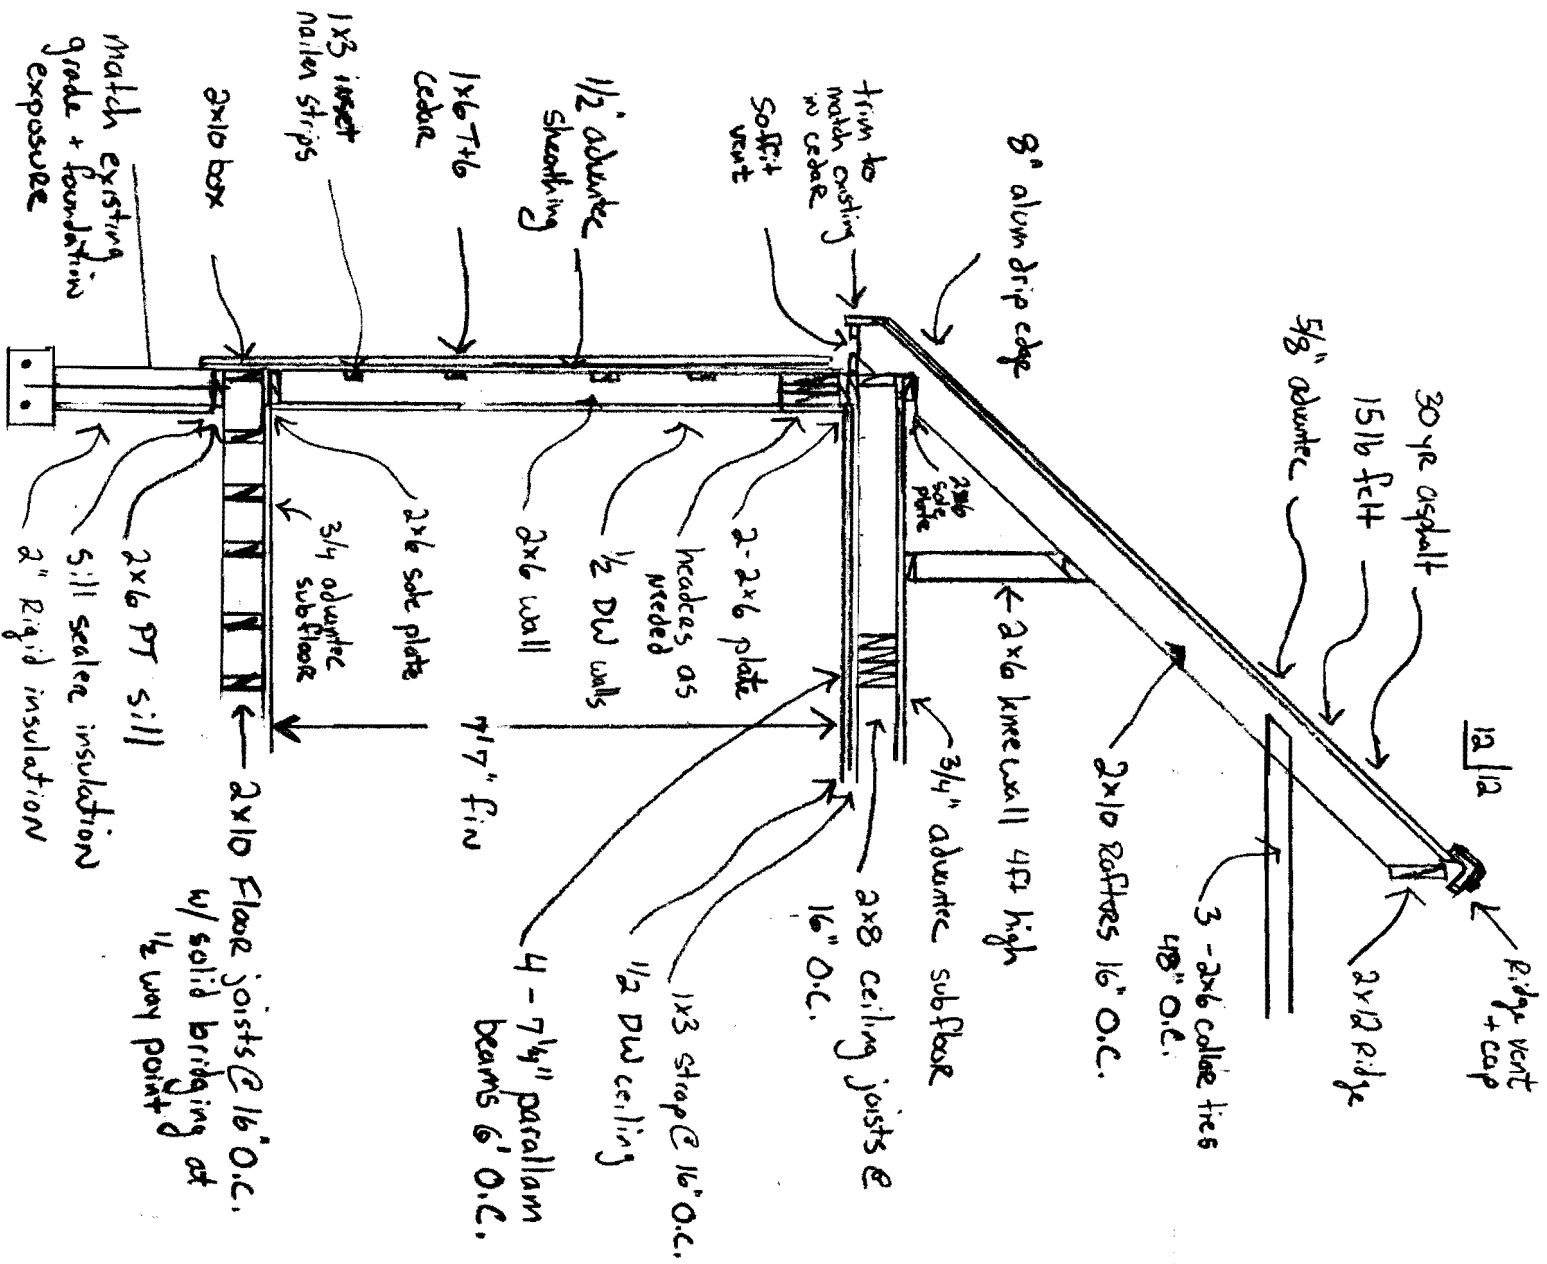 Ridge vent
+ cap
12
12
2x12 Ridge
30 yr asphalt
15 lb felt
5/8" advantec
3 - 2x6 collar ties
48" O.C.
2x10 Rafters 16" O.C.
8" alum drip edge
2x6 kneewall 4ft high
trim to
match existing
in cedar
3/4" advantec subfloor
2x6
sole
plate
soffit
vent
2x8 ceiling joists @
16" O.C.
2 - 2x6 plate
1x3 strap @ 16" O.C.
headers as
needed
1/2 DW ceiling
1/2 DW walls
1/2" advantec
sheathing
4 - 7 1/4" parallam
beams 6' O.C.
2x6 wall
1x6 T+G
cedar
7'7" fin
2x6 sole plate
1x3 inset
nailer strips
3/4 advantec
subfloor
2x10 Floor joists @ 16" O.C.
w/ solid bridging at
1/2 way point
2x10 box
2x6 PT sill
sill sealer insulation
match existing
grade + foundation
exposure
2" Rigid insulation